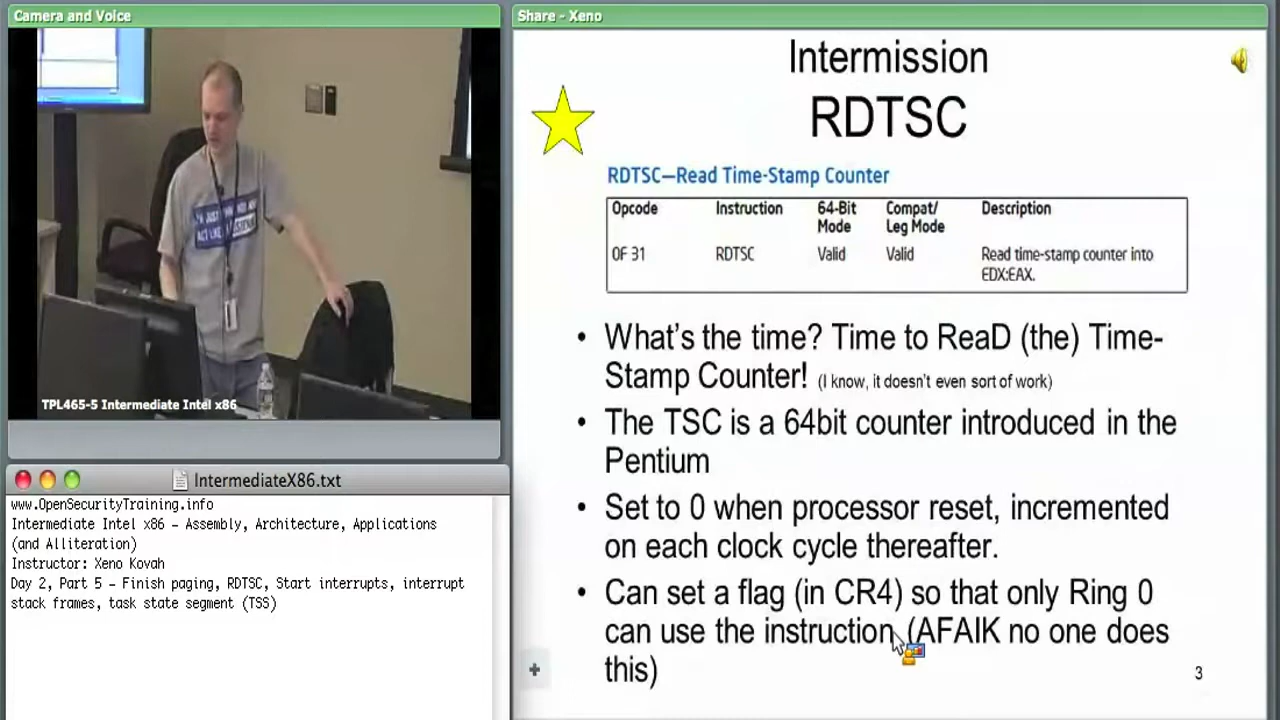 Camera and Voice
TPL465-5 Intermediate Intel x86
IntermediateX86.txt
www.OpenSecurityTraining.info
Intermediate Intel x86 – Assembly, Architecture, Applications
(and Alliteration)
Instructor: Xeno Kovah
Day 2, Part 5 – Finish paging, RDTSC, Start interrupts, interrupt
stack frames, task state segment (TSS)
Share - Xeno
Intermission
RDTSC
RDTSC—Read Time-Stamp Counter
Opcode Instruction 64-Bit Mode Compat/Leg Mode Description
0F 31 RDTSC Valid Valid Read time-stamp counter into
EDX:EAX.
• What's the time? Time to ReaD (the) Time-
Stamp Counter! (I know, it doesn't even sort of work)
• The TSC is a 64bit counter introduced in the
Pentium
• Set to 0 when processor reset, incremented
on each clock cycle thereafter.
• Can set a flag (in CR4) so that only Ring 0
can use the instruction (AFAIK no one does
this)
3